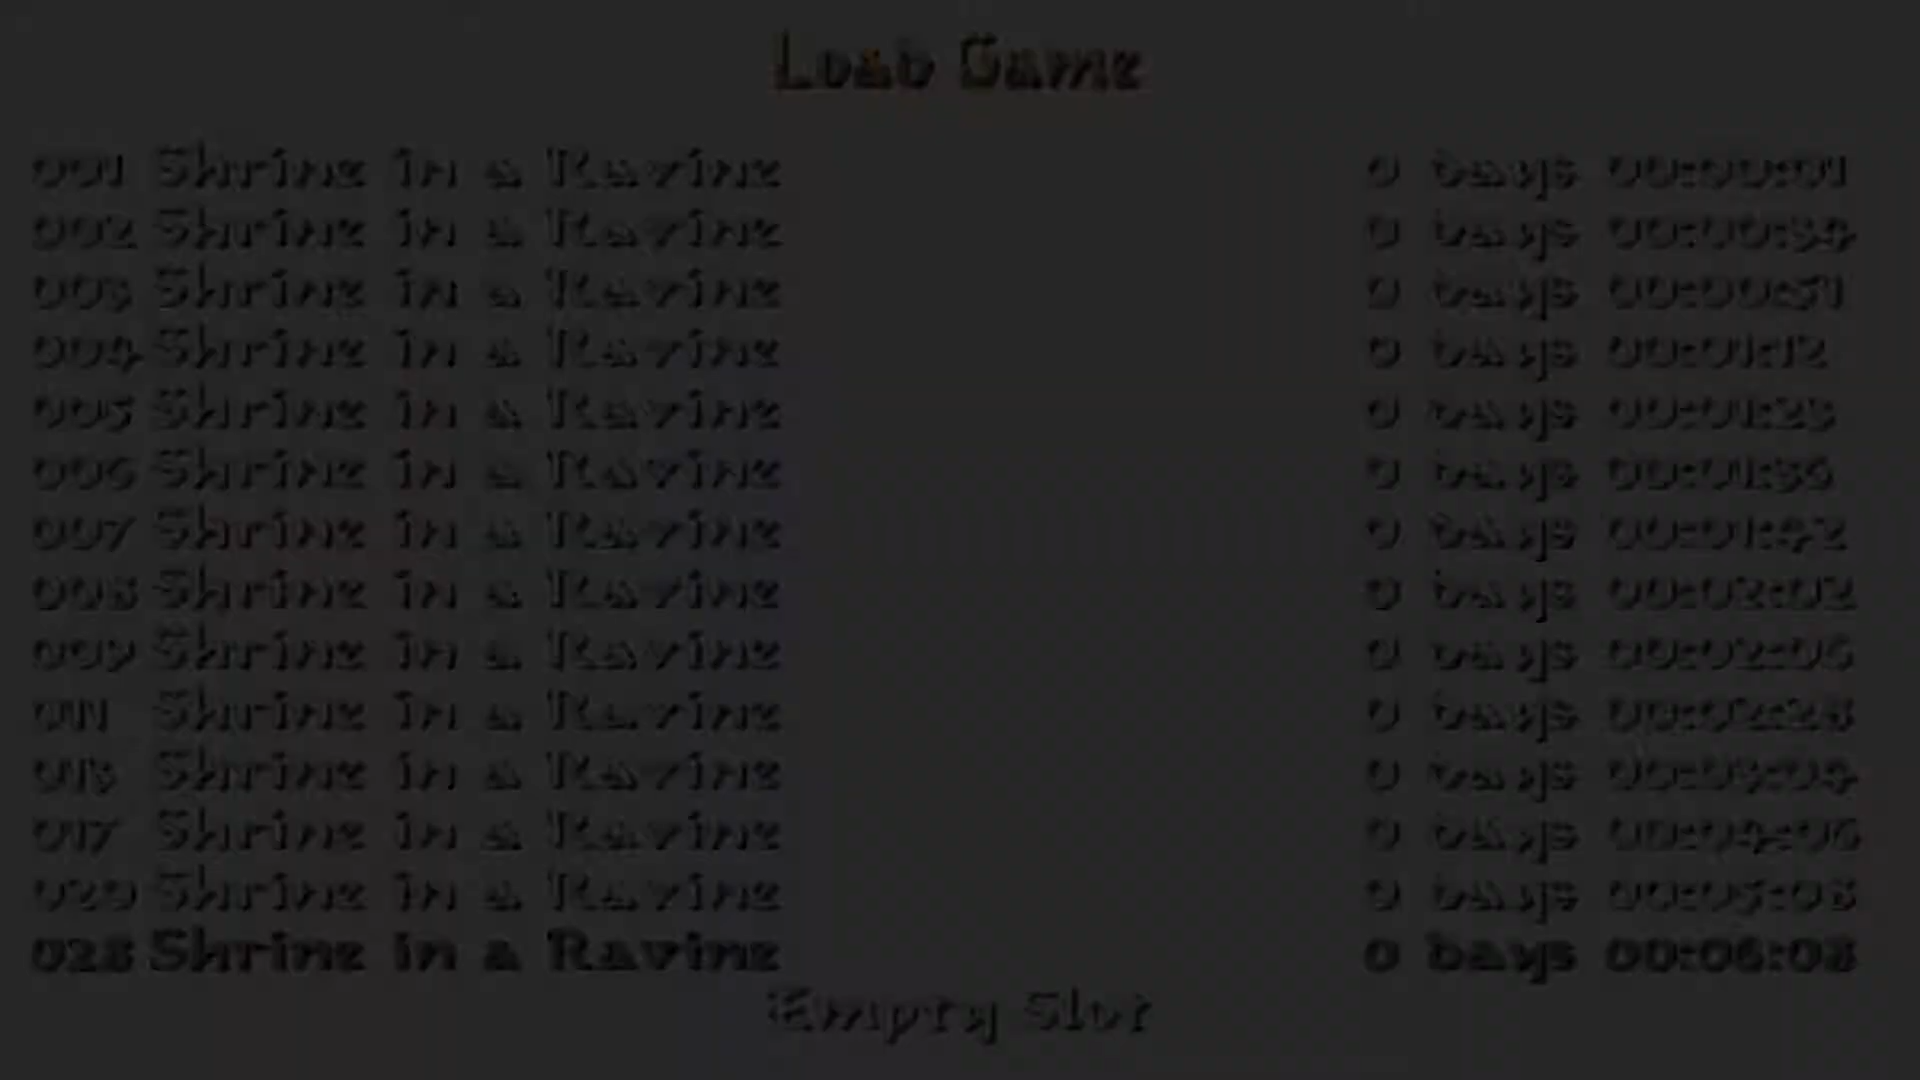 Load Game
001 Shrine in a Ravine 0 days 00:00:01
002 Shrine in a Ravine 0 days 00:00:34
003 Shrine in a Ravine 0 days 00:00:51
004 Shrine in a Ravine 0 days 00:01:12
005 Shrine in a Ravine 0 days 00:01:23
006 Shrine in a Ravine 0 days 00:01:36
007 Shrine in a Ravine 0 days 00:01:42
008 Shrine in a Ravine 0 days 00:02:02
009 Shrine in a Ravine 0 days 00:02:06
011 Shrine in a Ravine 0 days 00:02:28
013 Shrine in a Ravine 0 days 00:03:04
017 Shrine in a Ravine 0 days 00:04:06
020 Shrine in a Ravine 0 days 00:05:08
028 Shrine in a Ravine 0 days 00:06:08
Empty Slot